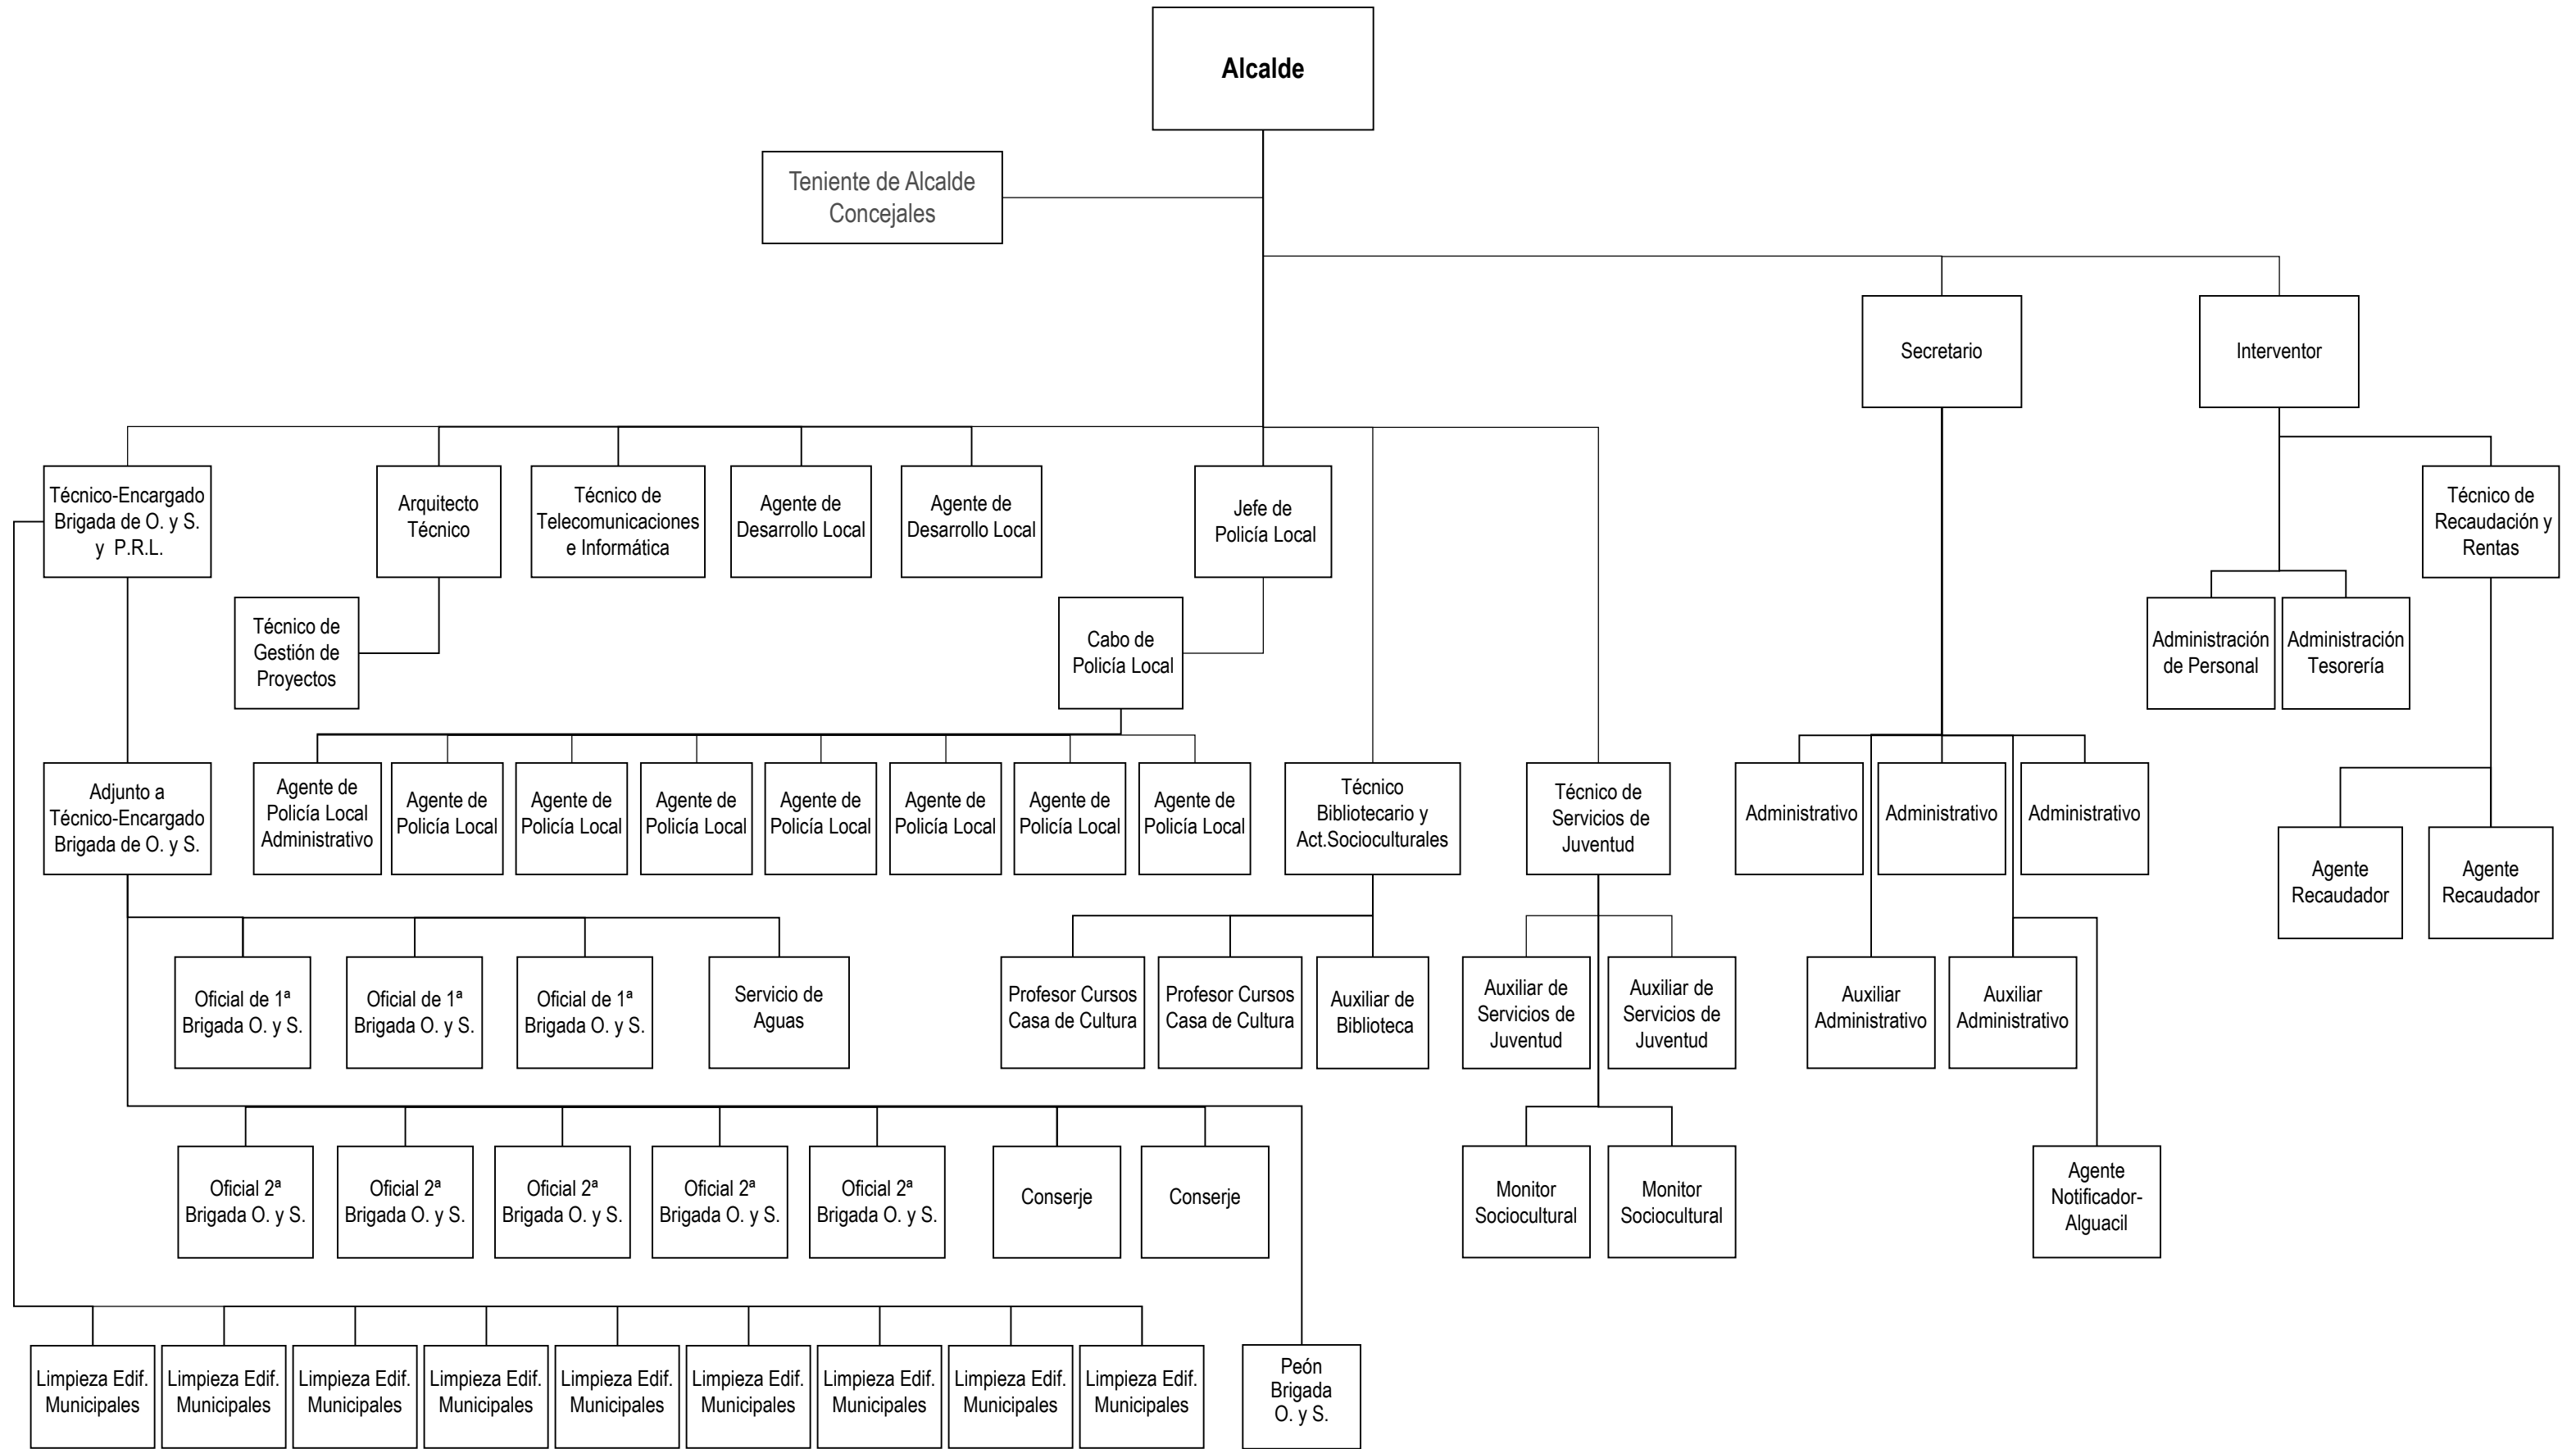 Alcalde
Teniente de Alcalde
Concejales
Secretario
Interventor
Técnico-Encargado
Brigada de O. y S.
y P.R.L.
Arquitecto
Técnico
Técnico de
Telecomunicaciones
e Informática
Agente de
Desarrollo Local
Agente de
Desarrollo Local
Jefe de
Policía Local
Técnico de
Recaudación y
Rentas
Técnico de
Gestión de
Proyectos
Cabo de
Policía Local
Administración
de Personal
Administración
Tesorería
Adjunto a
Técnico-Encargado
Brigada de O. y S.
Agente de
Policía Local
Administrativo
Agente de
Policía Local
Agente de
Policía Local
Agente de
Policía Local
Agente de
Policía Local
Agente de
Policía Local
Agente de
Policía Local
Agente de
Policía Local
Técnico
Bibliotecario y
Act.Socioculturales
Técnico de
Servicios de
Juventud
Administrativo
Administrativo
Administrativo
Agente
Recaudador
Agente
Recaudador
Oficial de 1ª
Brigada O. y S.
Oficial de 1ª
Brigada O. y S.
Oficial de 1ª
Brigada O. y S.
Servicio de
Aguas
Profesor Cursos
Casa de Cultura
Profesor Cursos
Casa de Cultura
Auxiliar de
Biblioteca
Auxiliar de
Servicios de
Juventud
Auxiliar de
Servicios de
Juventud
Auxiliar
Administrativo
Auxiliar
Administrativo
Oficial 2ª
Brigada O. y S.
Oficial 2ª
Brigada O. y S.
Oficial 2ª
Brigada O. y S.
Oficial 2ª
Brigada O. y S.
Oficial 2ª
Brigada O. y S.
Conserje
Conserje
Monitor
Sociocultural
Monitor
Sociocultural
Agente
Notificador-
Alguacil
Limpieza Edif.
Municipales
Limpieza Edif.
Municipales
Limpieza Edif.
Municipales
Limpieza Edif.
Municipales
Limpieza Edif.
Municipales
Limpieza Edif.
Municipales
Limpieza Edif.
Municipales
Limpieza Edif.
Municipales
Limpieza Edif.
Municipales
Peón
Brigada
O. y S.